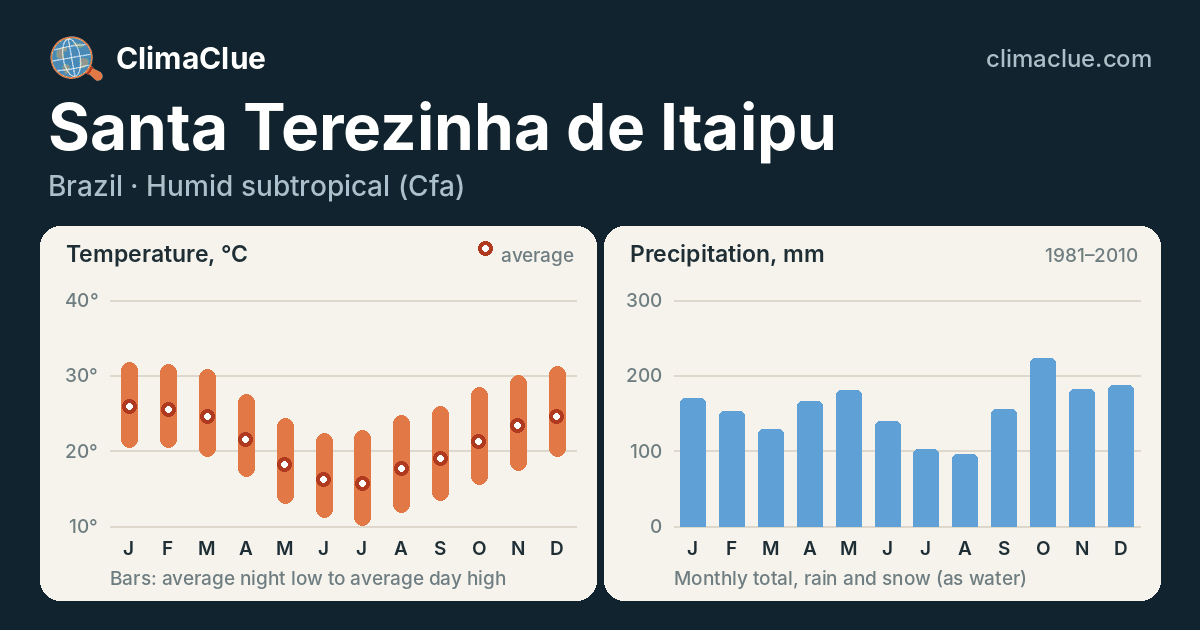 ClimaClue
climaclue.com
Santa Terezinha de Itaipu
Brazil · Humid subtropical (Cfa)
Temperature, °C
average
40°
30°
20°
10°
J F M A M J J A S O N D
Bars: average night low to average day high
Precipitation, mm
1981–2010
300
200
100
0
J F M A M J J A S O N D
Monthly total, rain and snow (as water)